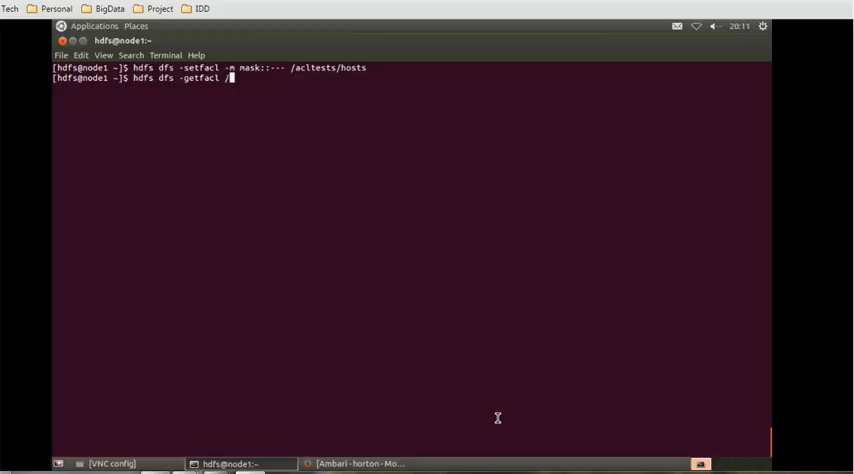 Tech Personal BigData Project IDD
Applications Places 20:11
hdfs@node1:~
File Edit View Search Terminal Help
[hdfs@node1 ~]$ hdfs dfs -setfacl -m mask::--- /acltests/hosts
[hdfs@node1 ~]$ hdfs dfs -getfacl /
[VNC config] hdfs@node1:~ [Ambari - horton - Mo...